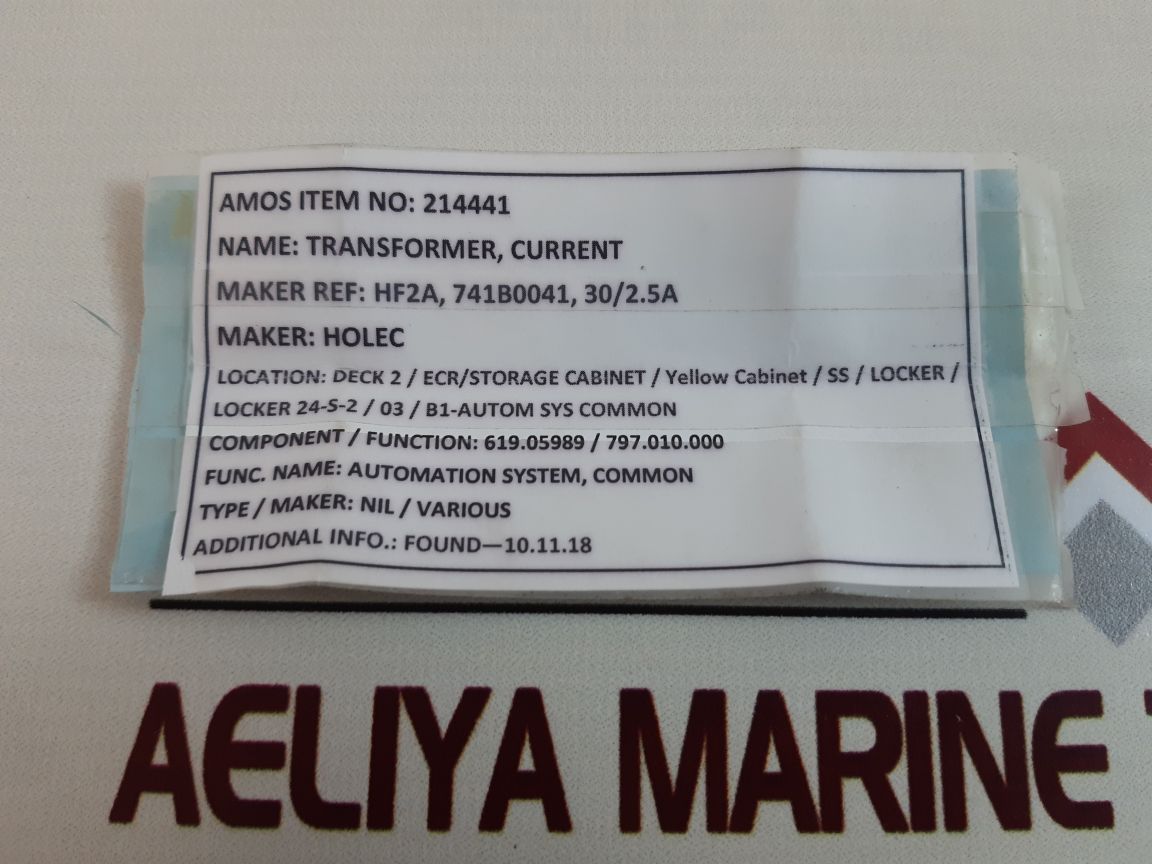 AMOS ITEM NO: 214441
NAME: TRANSFORMER, CURRENT
MAKER REF: HF2A, 741B0041, 30/2.5A
MAKER: HOLEC
LOCATION: DECK 2 / ECR/STORAGE CABINET / Yellow Cabinet / SS / LOCKER /
LOCKER 24-S-2 / 03 / B1-AUTOM SYS COMMON
COMPONENT / FUNCTION: 619.05989 / 797.010.000
FUNC. NAME: AUTOMATION SYSTEM, COMMON
TYPE / MAKER: NIL / VARIOUS
ADDITIONAL INFO.: FOUND—10.11.18
AELIYA MARINE